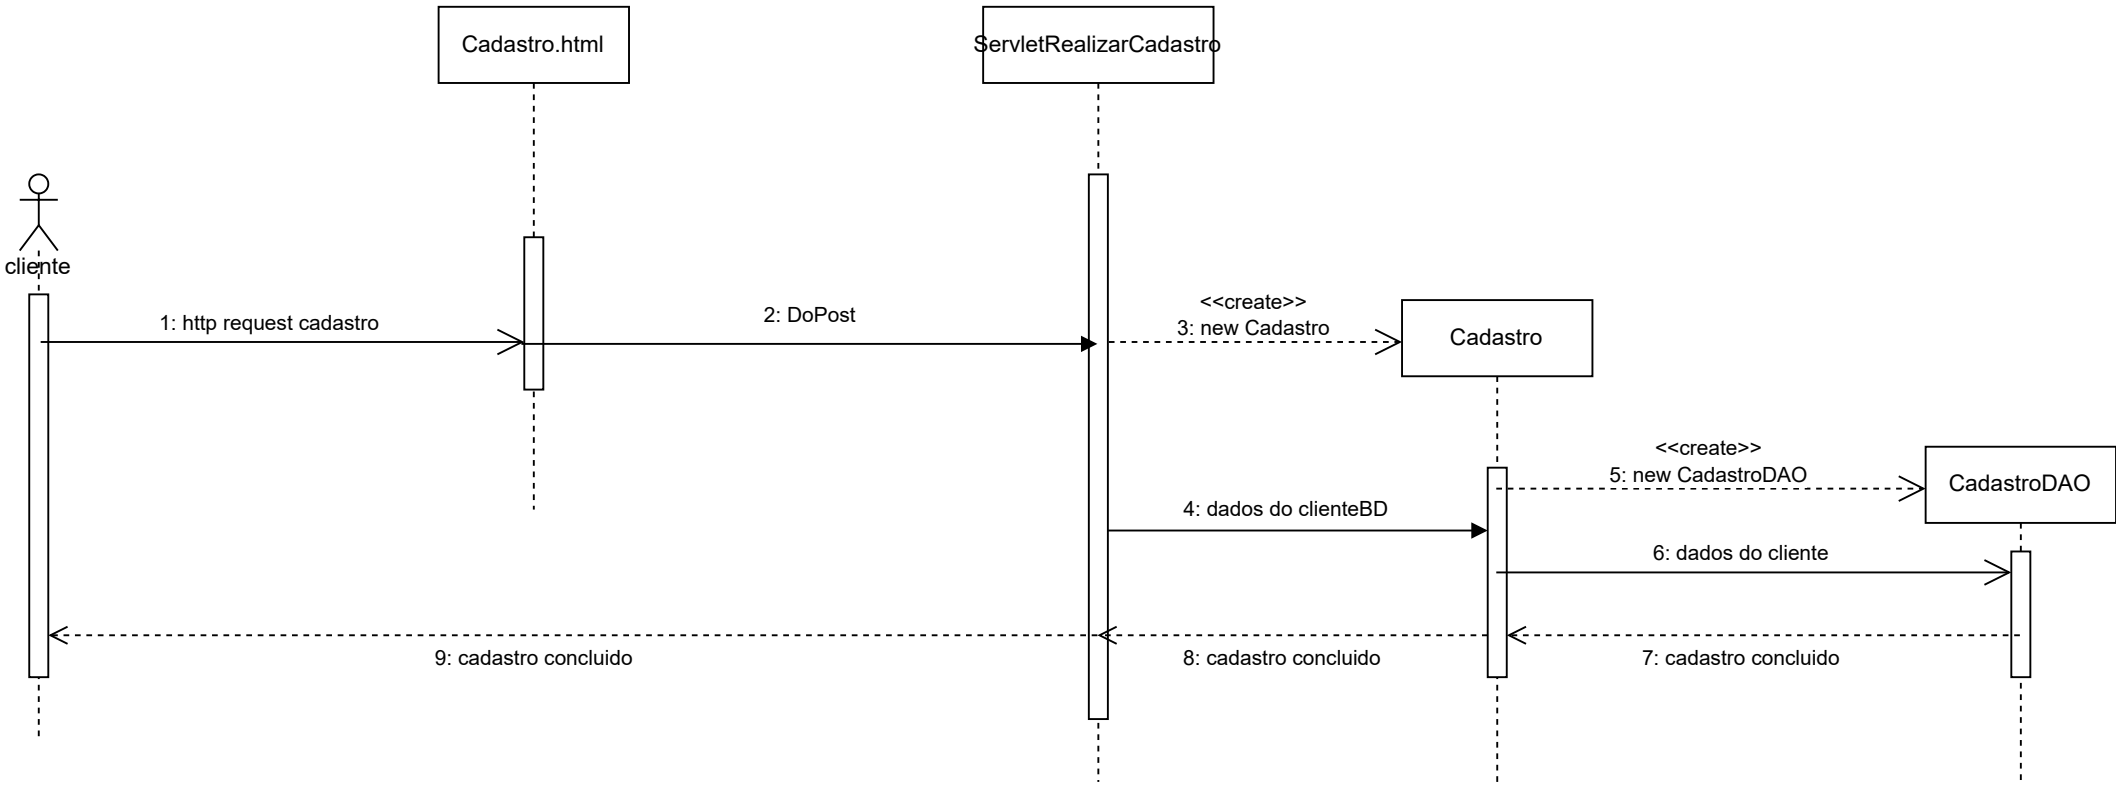 Cadastro.html
ServletRealizarCadastro
cliente
1: http request cadastro
2: DoPost
<<create>>
3: new Cadastro
Cadastro
<<create>>
5: new CadastroDAO
CadastroDAO
4: dados do clienteBD
6: dados do cliente
9: cadastro concluido
8: cadastro concluido
7: cadastro concluido